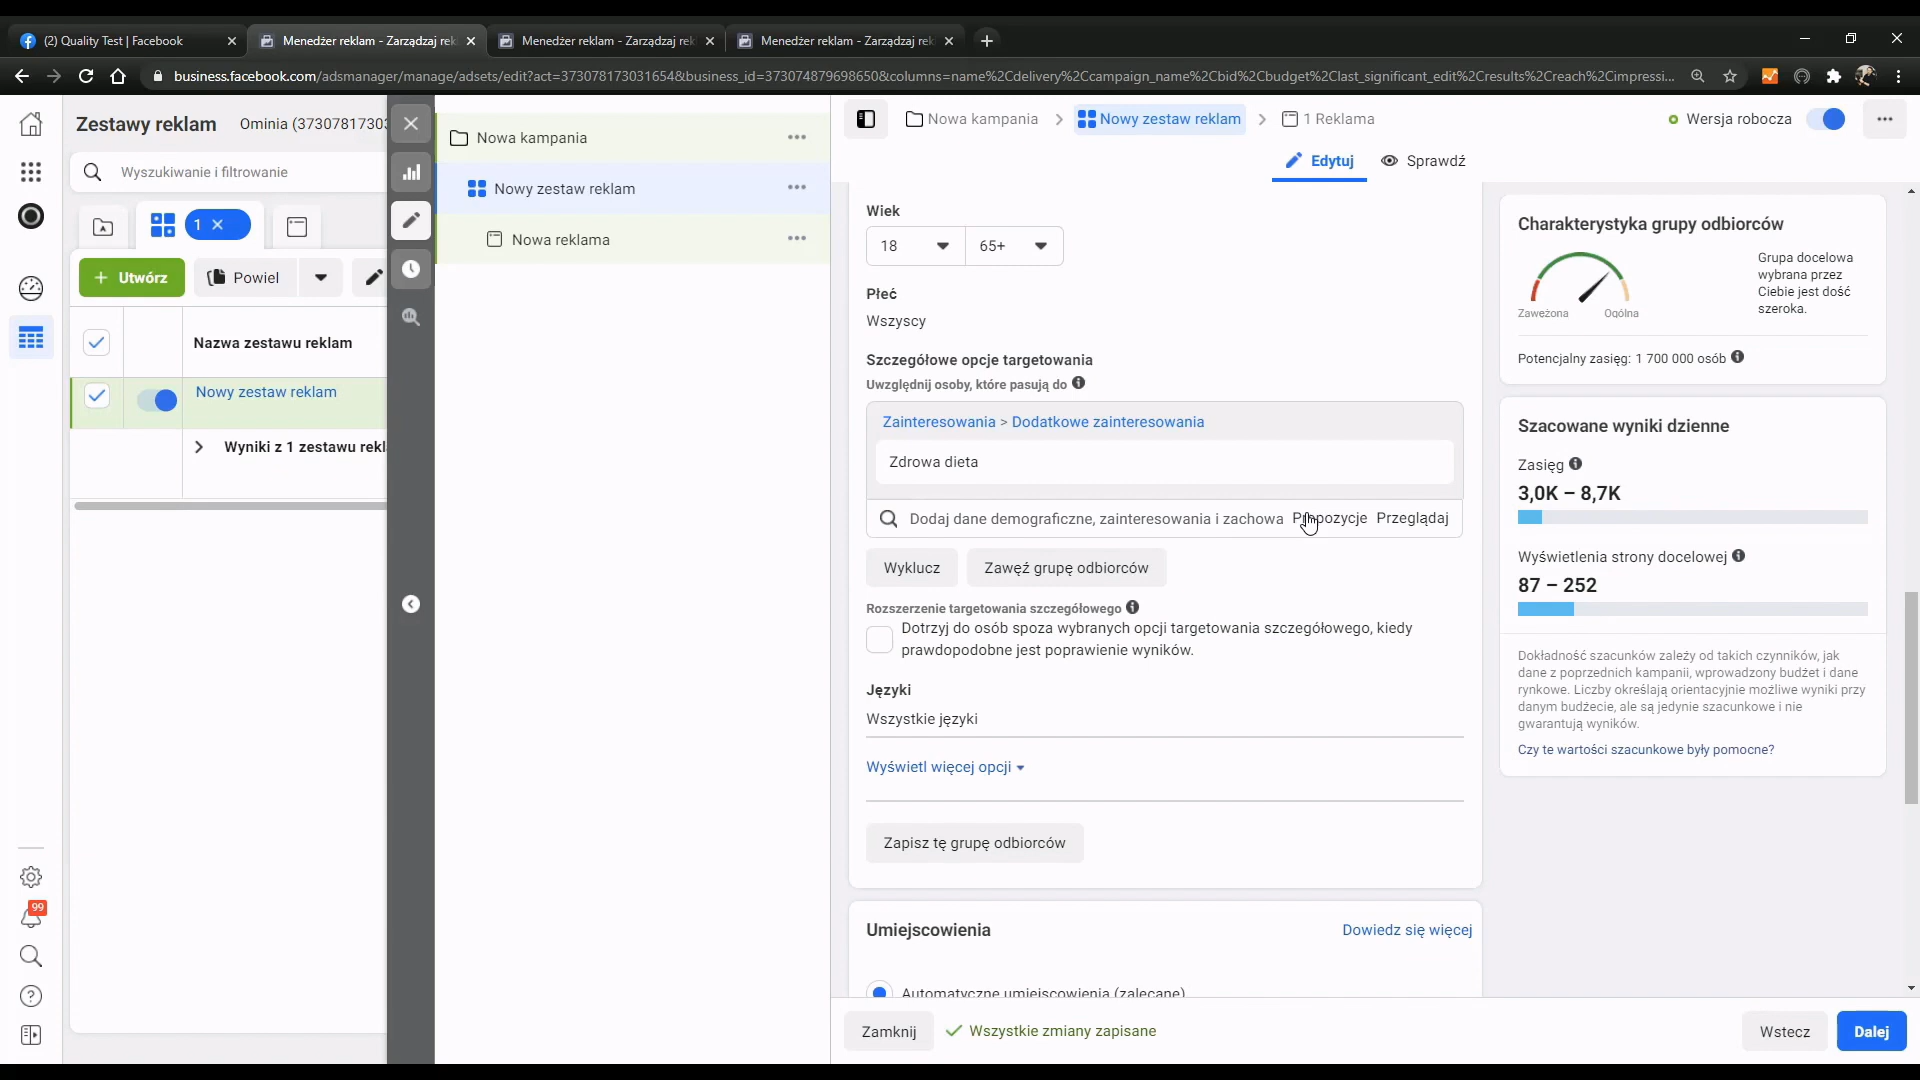 (2) Quality Test | Facebook
Menedżer reklam - Zarządzaj rek
Menedżer reklam - Zarządzaj rek
Menedżer reklam - Zarządzaj rek
business.facebook.com/adsmanager/manage/adsets/edit?act=373078173031654&business_id=373074879698650&columns=name%2Cdelivery%2Ccampaign_name%2Cbid%2Cbudget%2Clast_significant_edit%2Cresults%2Creach%2Cimpressi...
Zestawy reklam
Ominia (37307817303
Wyszukiwanie i filtrowanie
1
+ Utwórz
Powiel
Nazwa zestawu reklam
Nowy zestaw reklam
Wyniki z 1 zestawu rekl
99
Nowa kampania
Nowy zestaw reklam
Nowa reklama
Nowa kampania > Nowy zestaw reklam > 1 Reklama
Wersja robocza
Edytuj
Sprawdź
Wiek
18
65+
Płeć
Wszyscy
Szczegółowe opcje targetowania
Uwzględnij osoby, które pasują do
Zainteresowania > Dodatkowe zainteresowania
Zdrowa dieta
Dodaj dane demograficzne, zainteresowania i zachowa
Propozycje
Przeglądaj
Wyklucz
Zawęź grupę odbiorców
Rozszerzenie targetowania szczegółowego
Dotrzyj do osób spoza wybranych opcji targetowania szczegółowego, kiedy
prawdopodobne jest poprawienie wyników.
Języki
Wszystkie języki
Wyświetl więcej opcji
Zapisz tę grupę odbiorców
Umiejscowienia
Dowiedz się więcej
Automatyczne umiejscowienia (zalecane)
Zamknij
Wszystkie zmiany zapisane
Wstecz
Dalej
Charakterystyka grupy odbiorców
Zawężona
Ogólna
Grupa docelowa
wybrana przez
Ciebie jest dość
szeroka.
Potencjalny zasięg: 1 700 000 osób
Szacowane wyniki dzienne
Zasięg
3,0K – 8,7K
Wyświetlenia strony docelowej
87 – 252
Dokładność szacunków zależy od takich czynników, jak
dane z poprzednich kampanii, wprowadzony budżet i dane
rynkowe. Liczby określają orientacyjnie możliwe wyniki przy
danym budżecie, ale są jedynie szacunkowe i nie
gwarantują wyników.
Czy te wartości szacunkowe były pomocne?